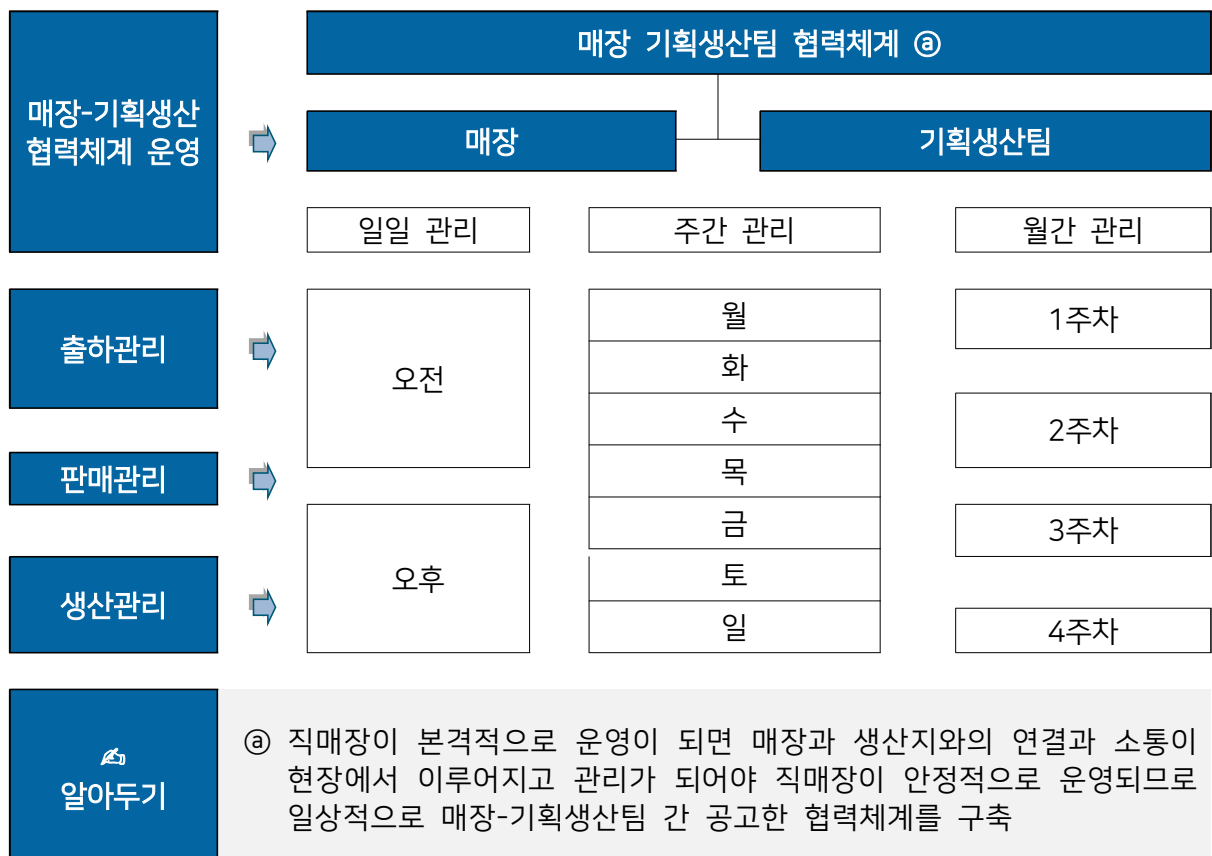 매장-기획생산
협력체계 운영
매장 기획생산팀 협력체계 ⓐ
매장
기획생산팀
일일 관리
주간 관리
월간 관리
출하관리
판매관리
생산관리
오전
오후
월
화
수
목
금
토
일
1주차
2주차
3주차
4주차
✍
알아두기
ⓐ 직매장이 본격적으로 운영이 되면 매장과 생산지와의 연결과 소통이
현장에서 이루어지고 관리가 되어야 직매장이 안정적으로 운영되므로
일상적으로 매장-기획생산팀 간 공고한 협력체계를 구축